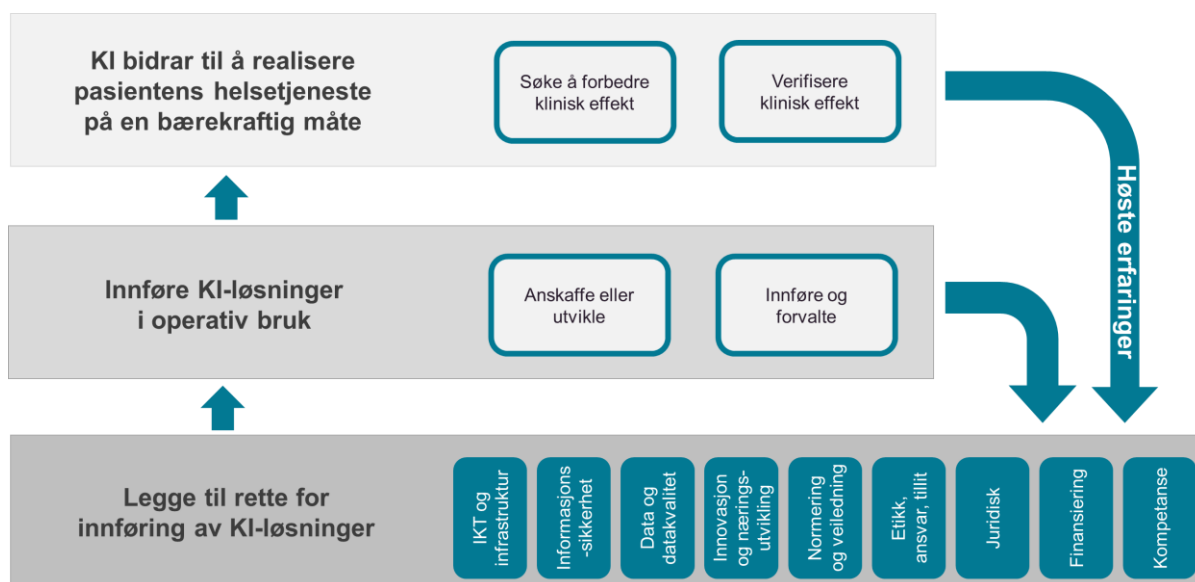 KI bidrar til å realisere
pasientens helsetjeneste
på en bærekraftig måte
Søke å forbedre
klinisk effekt
Verifisere
klinisk effekt
Høste erfaringer
Innføre KI-løsninger
i operativ bruk
Anskaffe eller
utvikle
Innføre og
forvalte
Legge til rette for
innføring av KI-løsninger
IKT og
infrastruktur
Informasjons
-sikkerhet
Data og
datakvalitet
Innovasjon
og nærings-
utvikling
Normering
og veiledning
Etikk,
ansvar, tillit
Juridisk
Finansiering
Kompetanse